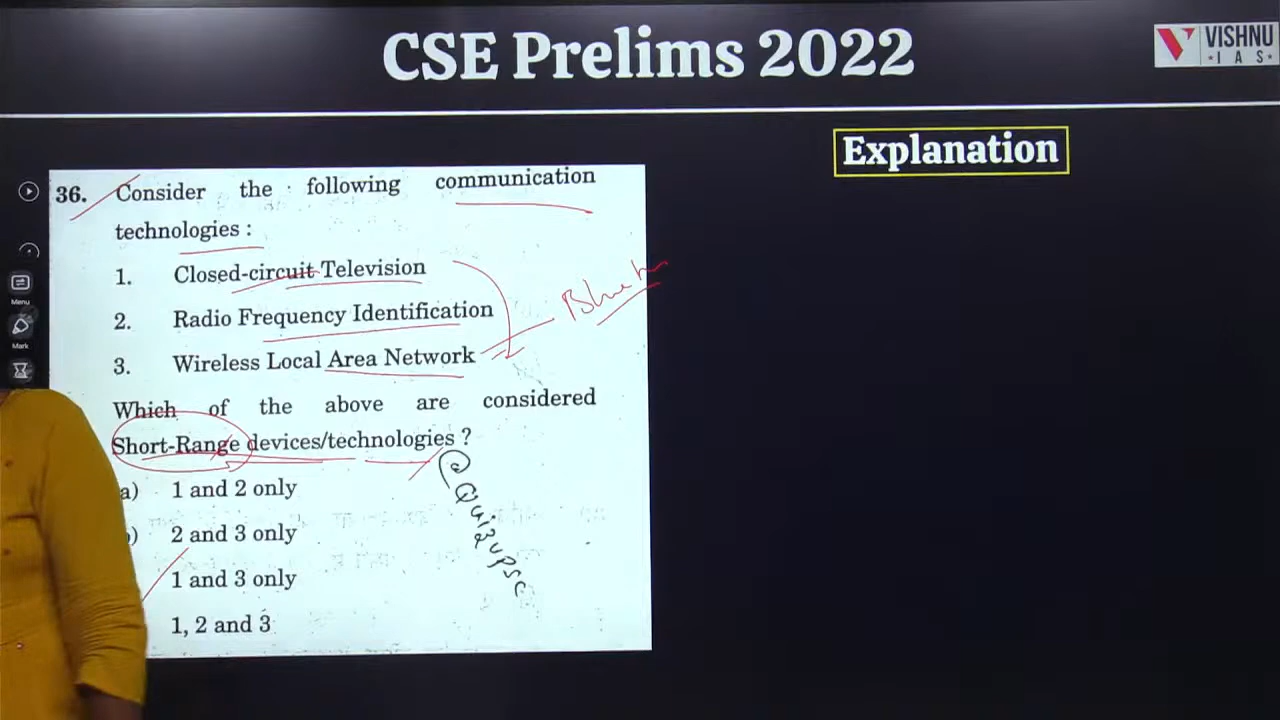 CSE Prelims 2022
VISHNU
I A S
Explanation
36. Consider the following communication
technologies :
1. Closed-circuit Television
2. Radio Frequency Identification
3. Wireless Local Area Network
Which of the above are considered
Short-Range devices/technologies ?
a) 1 and 2 only
) 2 and 3 only
1 and 3 only
1, 2 and 3
@Quizupsc
Menu
Mark